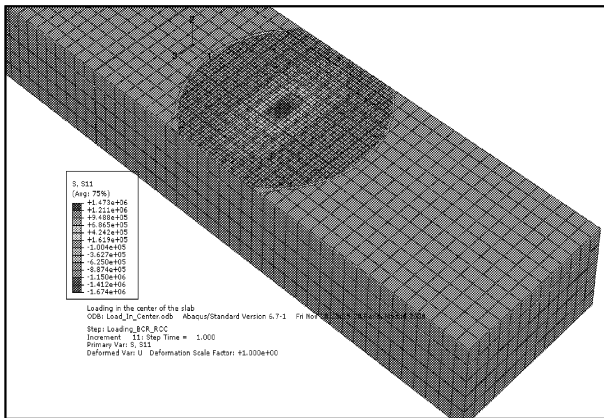 S, S11
(Avg: 75%)
+1.473e+06
+1.211e+06
+9.488e+05
+6.865e+05
+4.242e+05
+1.619e+05
-1.004e+05
-3.627e+05
-6.250e+05
-8.874e+05
-1.150e+06
-1.412e+06
-1.674e+06
Loading in the center of the slab
ODB: Load_In_Center.odb Abaqus/Standard Version 6.7-1 Fri Nov
Step: Loading_BCR_RCC
Increment 11: Step Time = 1.000
Primary Var: S, S11
Deformed Var: U Deformation Scale Factor: +1.000e+00